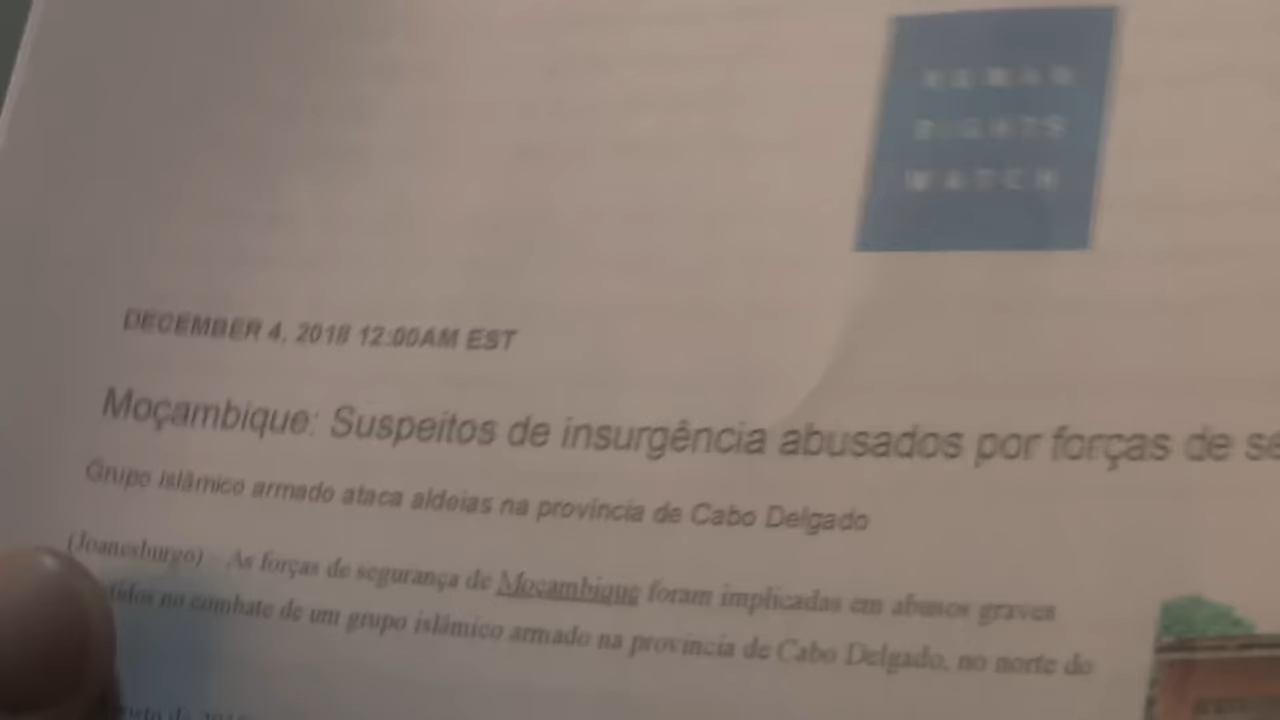 HUMAN
RIGHTS
WATCH
DECEMBER 4, 2018 12:00AM EST
Moçambique: Suspeitos de insurgência abusados por forças de se
Grupo islâmico armado ataca aldeias na província de Cabo Delgado
(Joanesburgo) - As forças de segurança de Moçambique foram implicadas em abusos graves
tidos no combate de um grupo islâmico armado na província de Cabo Delgado, no norte do